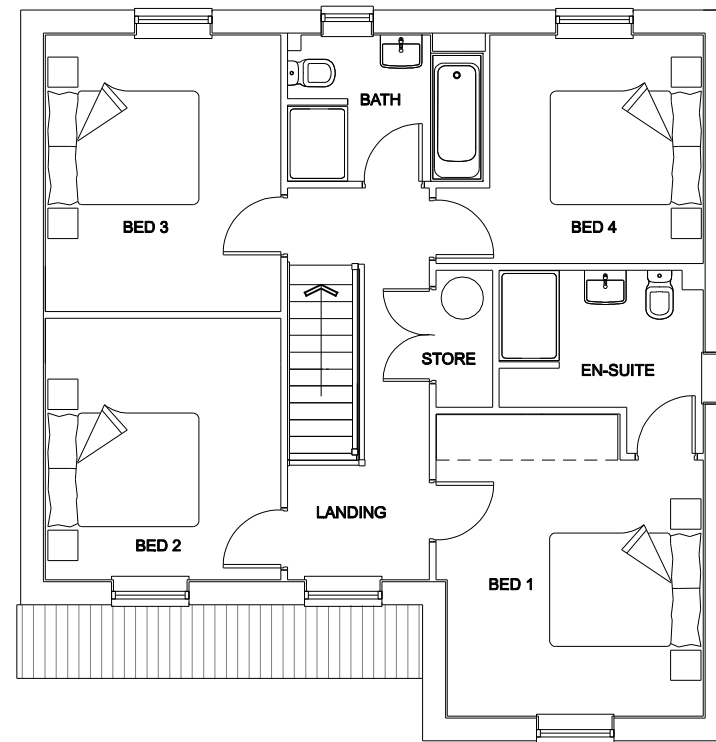 BATH
BED 3
BED 4
STORE
EN-SUITE
LANDING
BED 2
BED 1